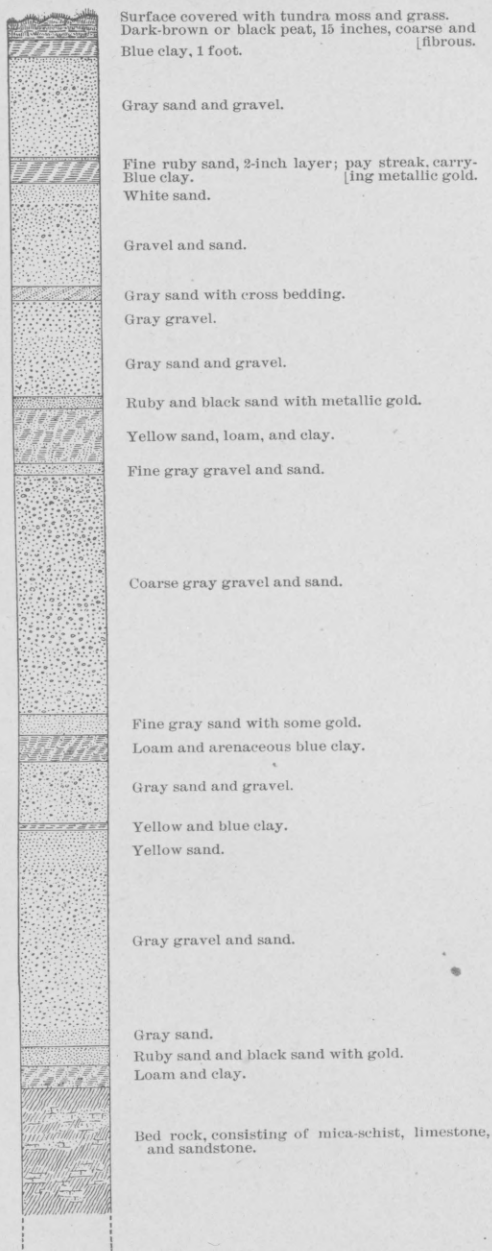 Surface covered with tundra moss and grass.
Dark-brown or black peat, 15 inches, coarse and
[fibrous.
Blue clay, 1 foot.
Gray sand and gravel.
Fine ruby sand, 2-inch layer; pay streak, carry-
Blue clay. [ing metallic gold.
White sand.
Gravel and sand.
Gray sand with cross bedding.
Gray gravel.
Gray sand and gravel.
Ruby and black sand with metallic gold.
Yellow sand, loam, and clay.
Fine gray gravel and sand.
Coarse gray gravel and sand.
Fine gray sand with some gold.
Loam and arenaceous blue clay.
Gray sand and gravel.
Yellow and blue clay.
Yellow sand.
Gray gravel and sand.
Gray sand.
Ruby sand and black sand with gold.
Loam and clay.
Bed rock, consisting of mica-schist, limestone,
and sandstone.